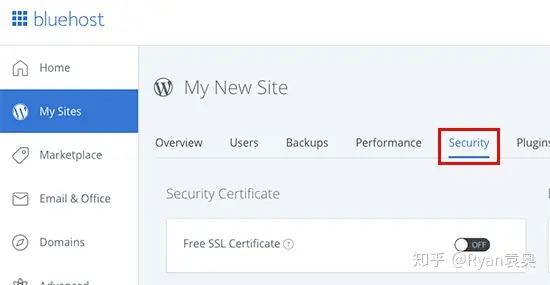 bluehost
Home
My Sites
Marketplace
Email & Office
Domains
Advanced
My New Site
Overview Users Backups Performance Security Plugins
Security Certificate
Free SSL Certificate ? OFF
知乎 @Ryan袁奥